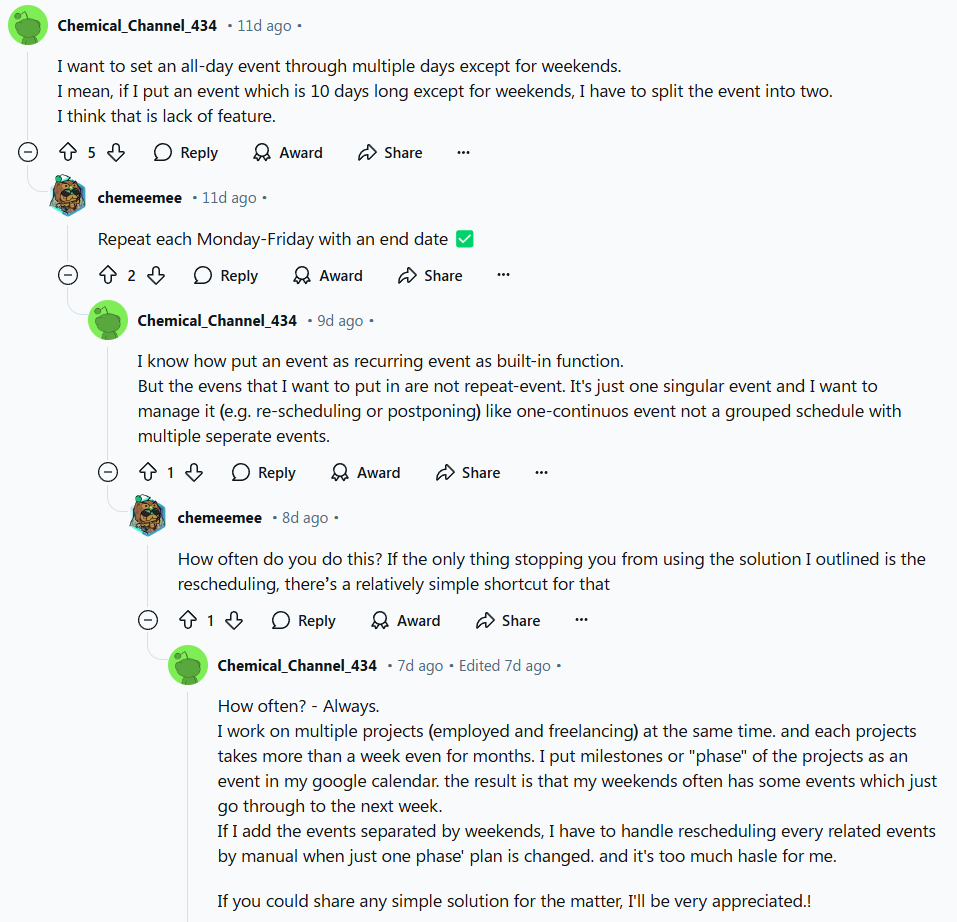 Chemical_Channel_434 • 11d ago •
I want to set an all-day event through multiple days except for weekends.
I mean, if I put an event which is 10 days long except for weekends, I have to split the event into two.
I think that is lack of feature.
5 Reply Award Share ...
chemeemee • 11d ago •
Repeat each Monday-Friday with an end date ✅
2 Reply Award Share ...
Chemical_Channel_434 • 9d ago •
I know how put an event as recurring event as built-in function.
But the evens that I want to put in are not repeat-event. It's just one singular event and I want to
manage it (e.g. re-scheduling or postponing) like one-continuos event not a grouped schedule with
multiple seperate events.
1 Reply Award Share ...
chemeemee • 8d ago •
How often do you do this? If the only thing stopping you from using the solution I outlined is the
rescheduling, there’s a relatively simple shortcut for that
1 Reply Award Share ...
Chemical_Channel_434 • 7d ago • Edited 7d ago •
How often? - Always.
I work on multiple projects (employed and freelancing) at the same time. and each projects
takes more than a week even for months. I put milestones or "phase" of the projects as an
event in my google calendar. the result is that my weekends often has some events which just
go through to the next week.
If I add the events separated by weekends, I have to handle rescheduling every related events
by manual when just one phase' plan is changed. and it's too much hasle for me.
If you could share any simple solution for the matter, I'll be very appreciated.!